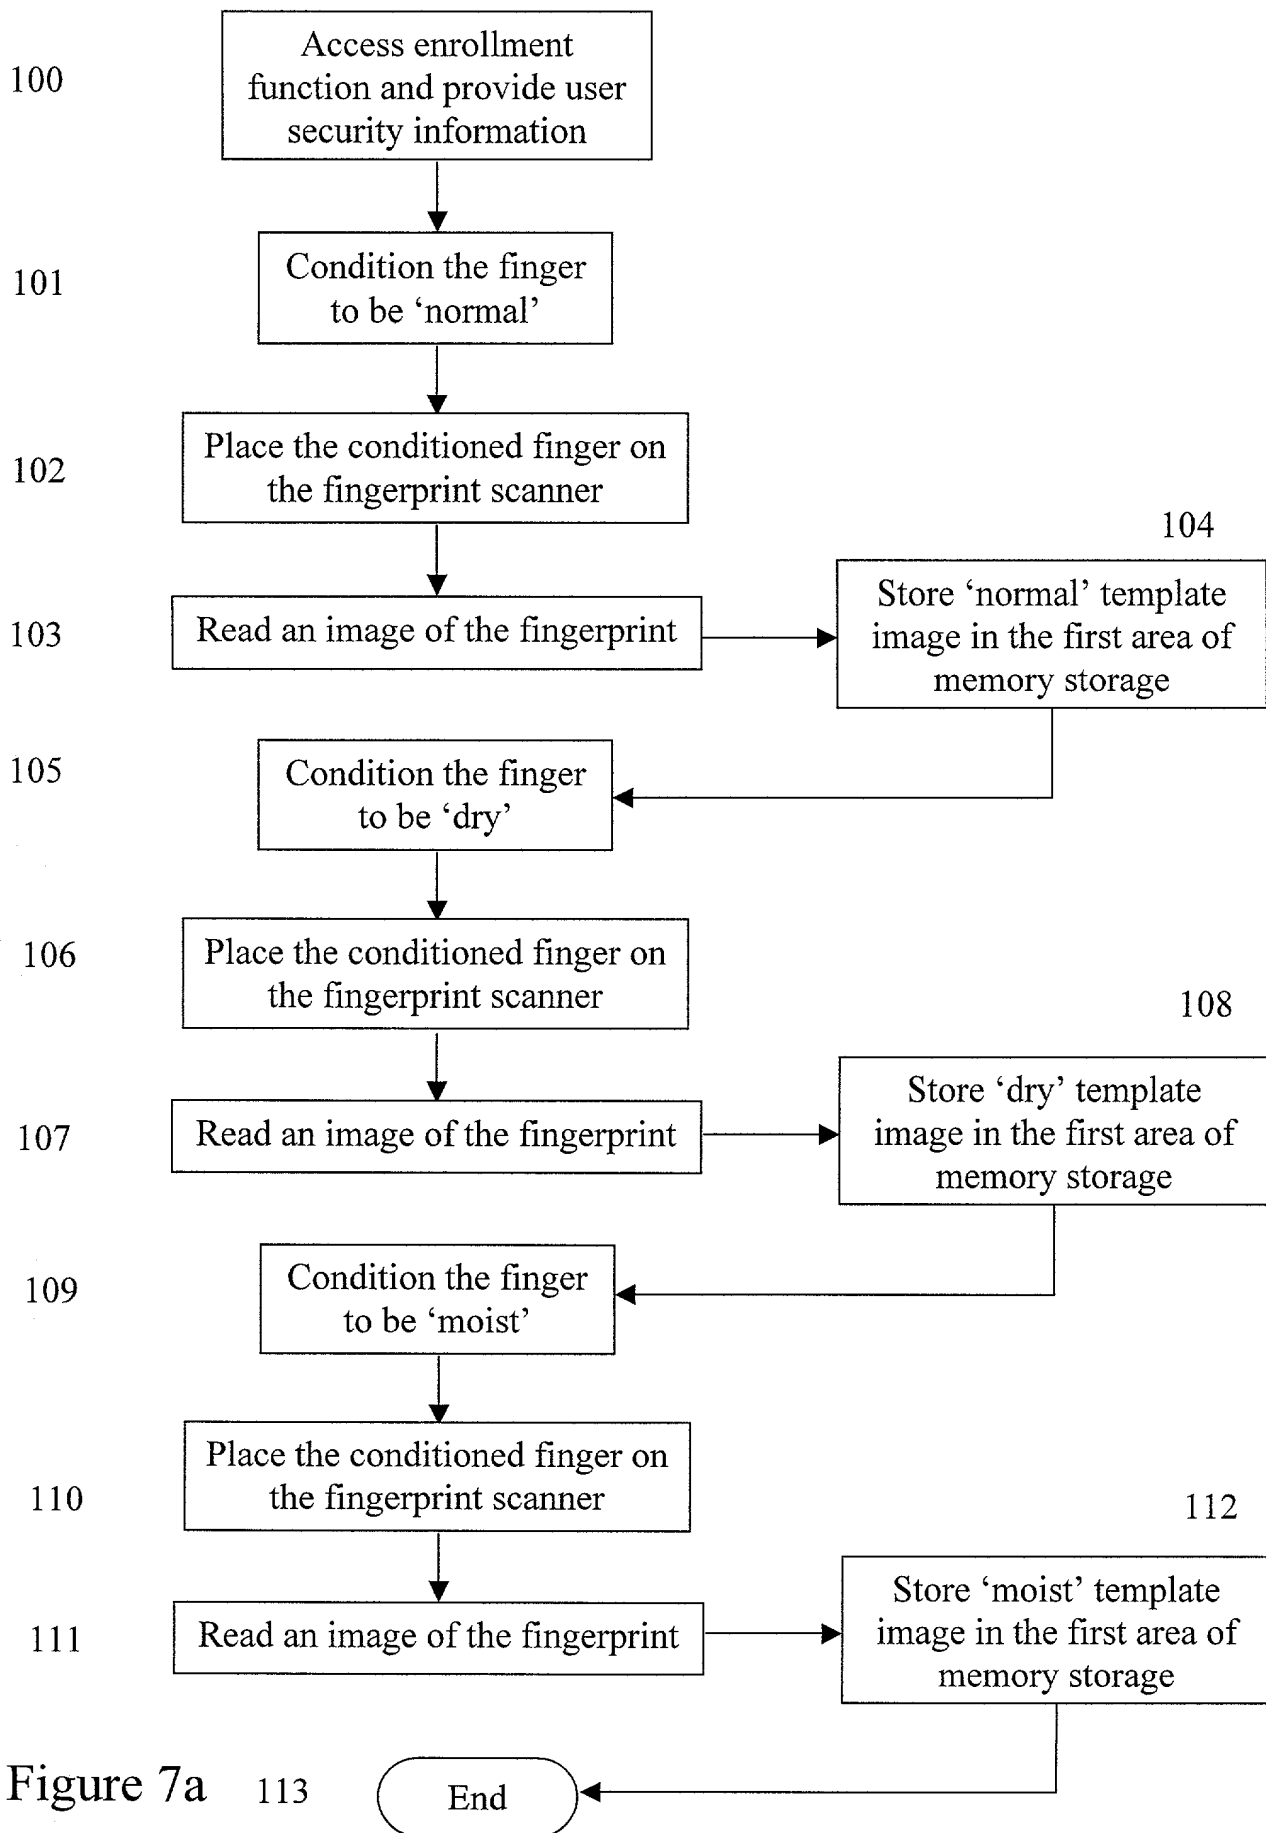 100
Access enrollment
function and provide user
security information
101
Condition the finger
to be ‘normal’
102
Place the conditioned finger on
the fingerprint scanner
103
Read an image of the fingerprint
104
Store ‘normal’ template
image in the first area of
memory storage
105
Condition the finger
to be ‘dry’
106
Place the conditioned finger on
the fingerprint scanner
107
Read an image of the fingerprint
108
Store ‘dry’ template
image in the first area of
memory storage
109
Condition the finger
to be ‘moist’
110
Place the conditioned finger on
the fingerprint scanner
111
Read an image of the fingerprint
112
Store ‘moist’ template
image in the first area of
memory storage
Figure 7a
113
End